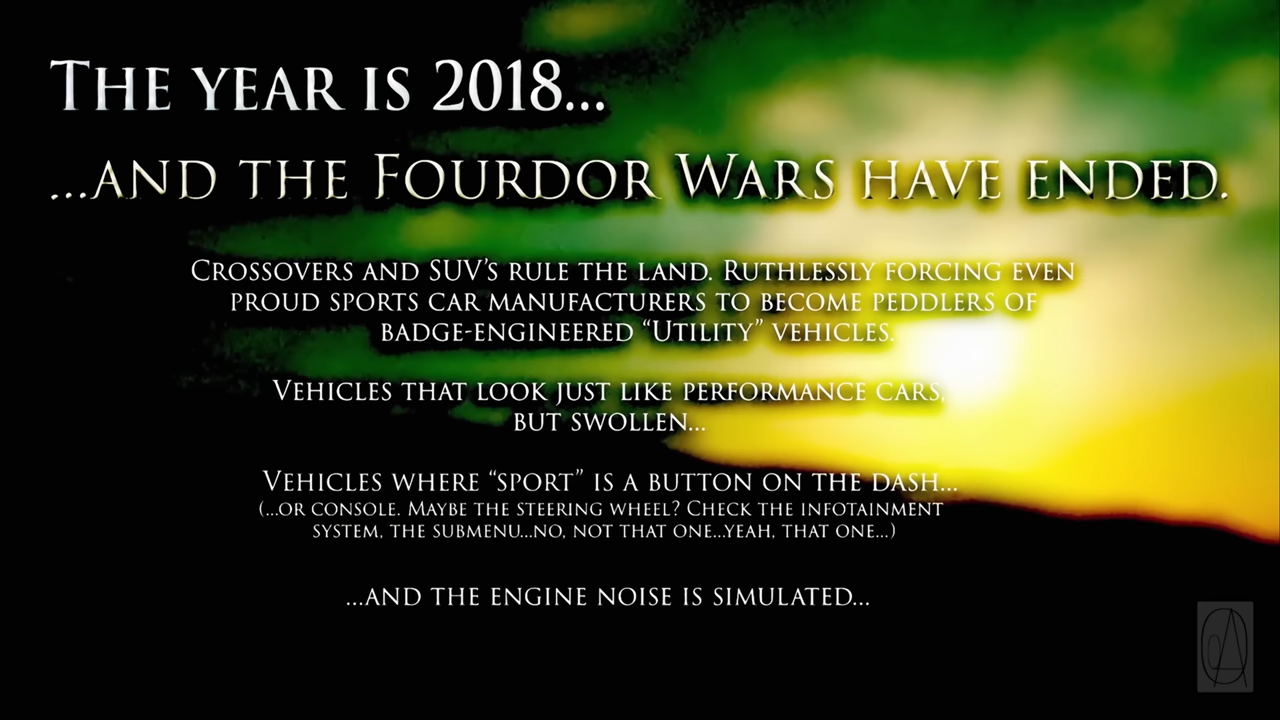 The year is 2018...
...and the Fourdor Wars have ended.
Crossovers and SUV's rule the land. Ruthlessly forcing even
proud sports car manufacturers to become peddlers of
badge-engineered “Utility” vehicles.
Vehicles that look just like performance cars,
but swollen...
Vehicles where “sport” is a button on the dash...
(...or console. Maybe the steering wheel? Check the infotainment
system, the submenu...no, not that one...yeah, that one...)
...and the engine noise is simulated...